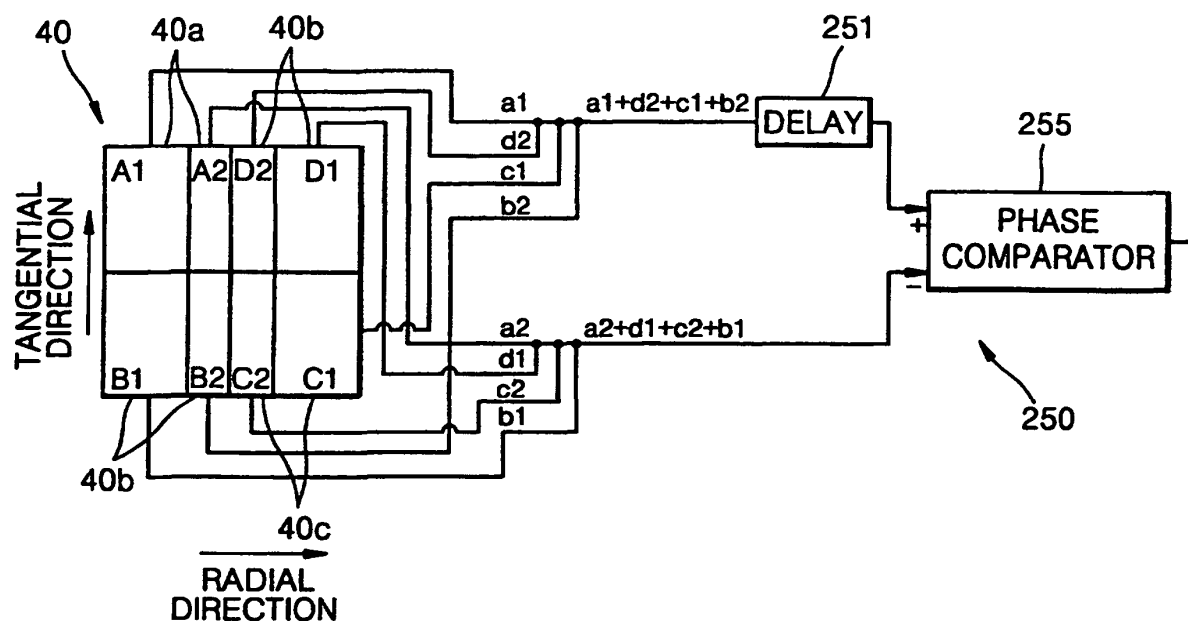 40
40a
40b
251
a1
a1+d2+c1+b2
DELAY
d2
255
c1
A1
A2
D2
D1
b2
+
PHASE
COMPARATOR
TANGENTIAL
DIRECTION
−
a2
a2+d1+c2+b1
d1
B1
B2
C2
C1
c2
b1
250
40b
40c
RADIAL
DIRECTION